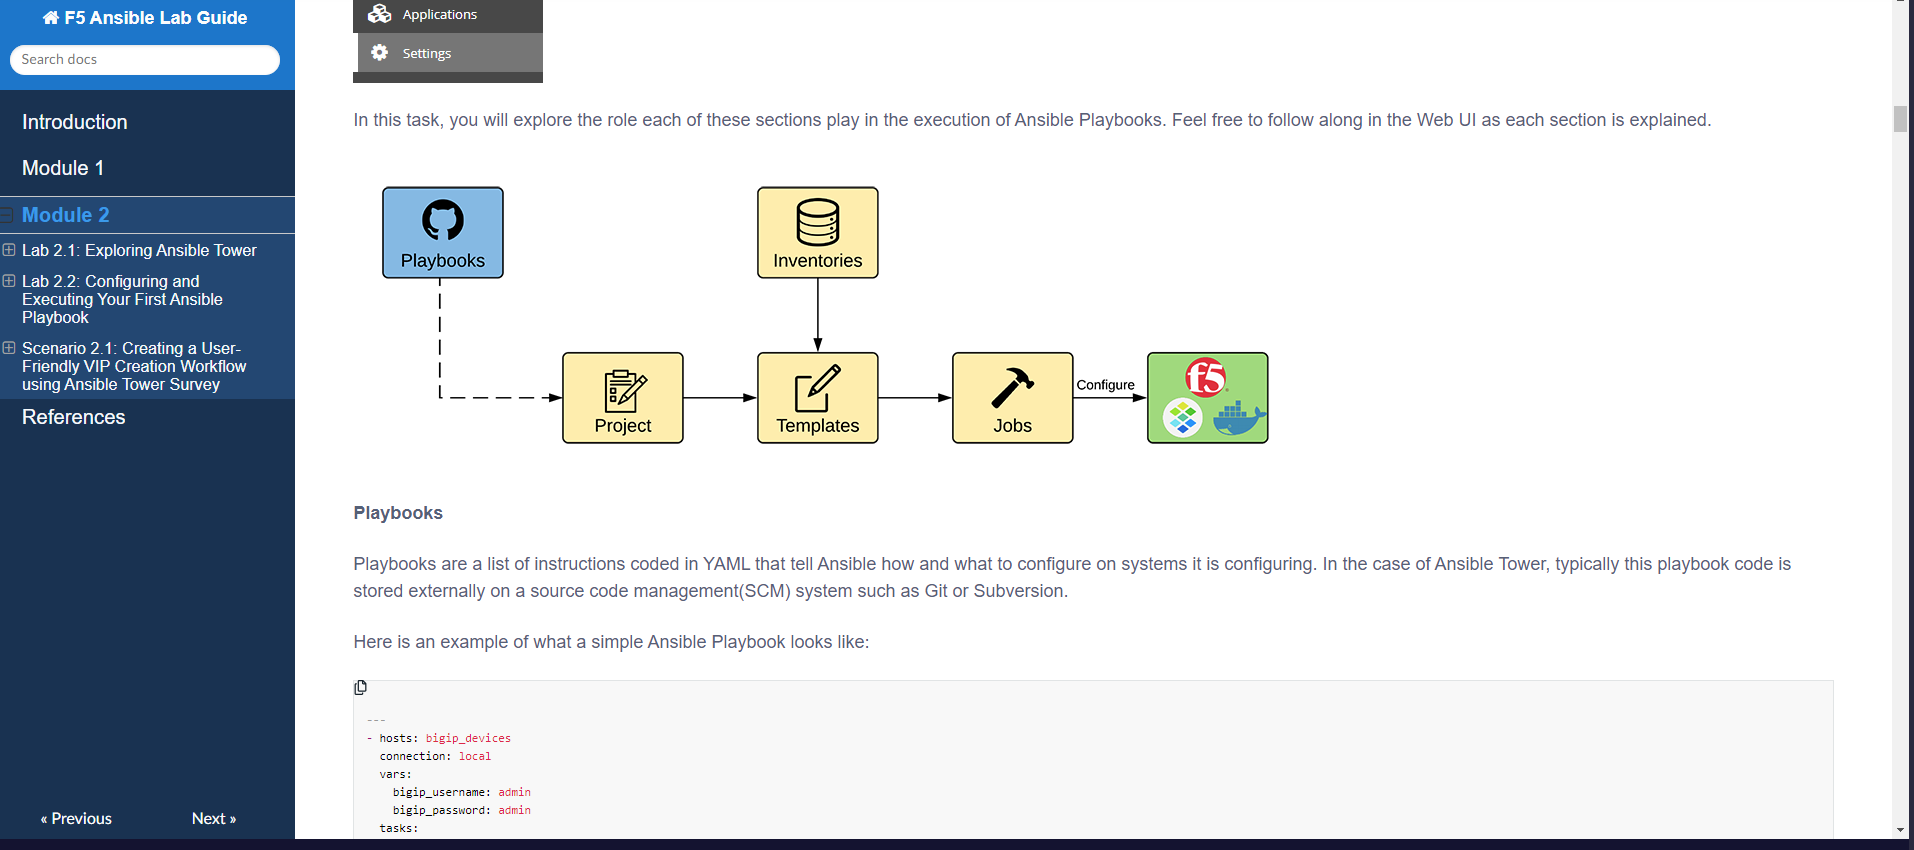 F5 Ansible Lab Guide
Search docs
Introduction
Module 1
Module 2
Lab 2.1: Exploring Ansible Tower
Lab 2.2: Configuring and
Executing Your First Ansible
Playbook
Scenario 2.1: Creating a User-
Friendly VIP Creation Workflow
using Ansible Tower Survey
References
« Previous
Next »
Applications
Settings
In this task, you will explore the role each of these sections play in the execution of Ansible Playbooks. Feel free to follow along in the Web UI as each section is explained.
Playbooks
Inventories
Project
Templates
Jobs
Configure
f5
Playbooks
Playbooks are a list of instructions coded in YAML that tell Ansible how and what to configure on systems it is configuring. In the case of Ansible Tower, typically this playbook code is
stored externally on a source code management(SCM) system such as Git or Subversion.
Here is an example of what a simple Ansible Playbook looks like:
---
- hosts: bigip_devices
connection: local
vars:
bigip_username: admin
bigip_password: admin
tasks: